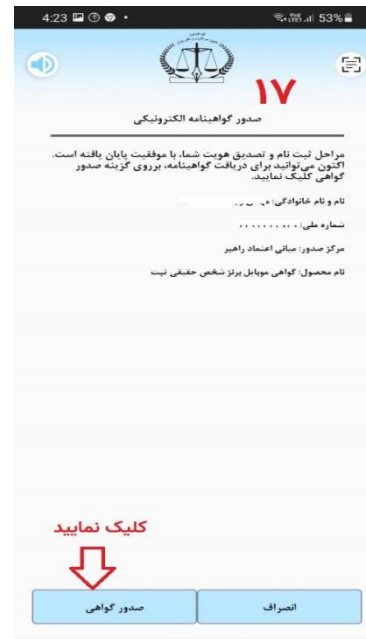 4:23
53%
۱۷
صدور گواهینامه الکترونیکی
مراحل ثبت نام و تصدیق هویت شما، با موفقیت پایان یافته است.
اکنون می‌توانید برای دریافت گواهینامه، برروی گزینه صدور
گواهی کلیک نمایید.
نام و نام خانوادگی:
شماره ملی:
مرکز صدور: میانی اعتماد راهبر
نام محصول: گواهی موبایل برنز شخص حقیقی ثبت
کلیک نمایید
صدور گواهی
انصراف